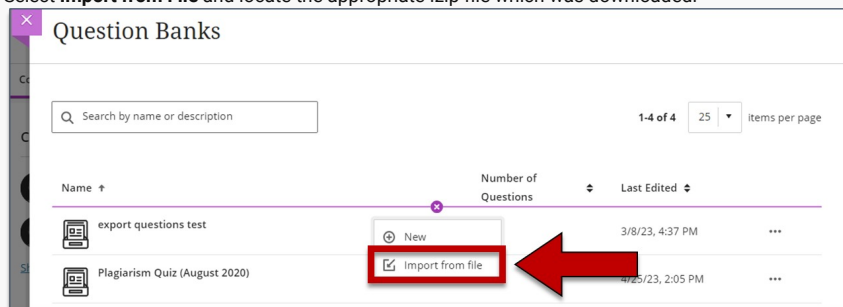 Select Import from File and locate the appropriate .zip file which was downloaded.
Question Banks
Search by name or description
1-4 of 4 25 items per page
Name
Number of
Questions
Last Edited
export questions test
3/8/23, 4:37 PM
New
Import from file
Plagiarism Quiz (August 2020)
4/25/23, 2:05 PM